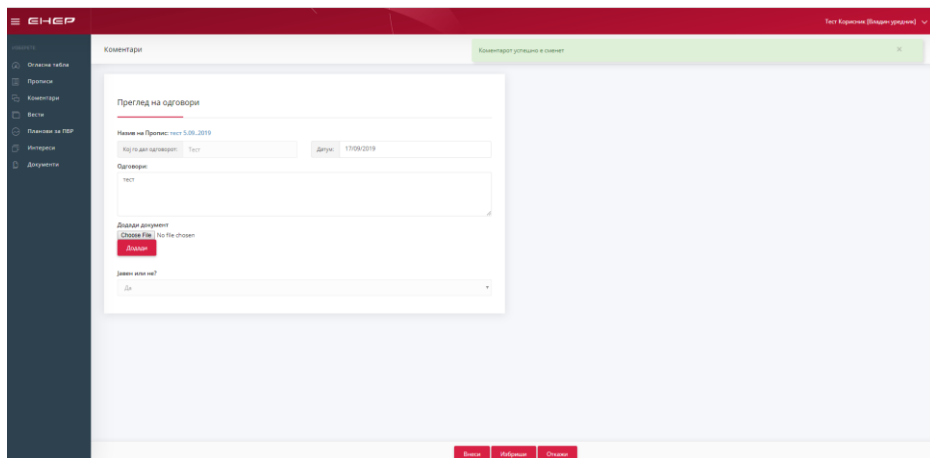 ЕНЕР
Тест Корисник [Владин уредник]
Огласна табла
Прописи
Коментари
Вести
Планови за ПВР
Интереси
Документи
Коментари
Коментарот успешно е сменет
Преглед на одговори
Назив на Пропис: тест 5.09..2019
Кој го дал одговорот: Тест
Датум: 17/09/2019
Одговори:
тест
Додади документ
Choose File No file chosen
Додади
Јавен или не?
Да
Внеси Избриши Откажи